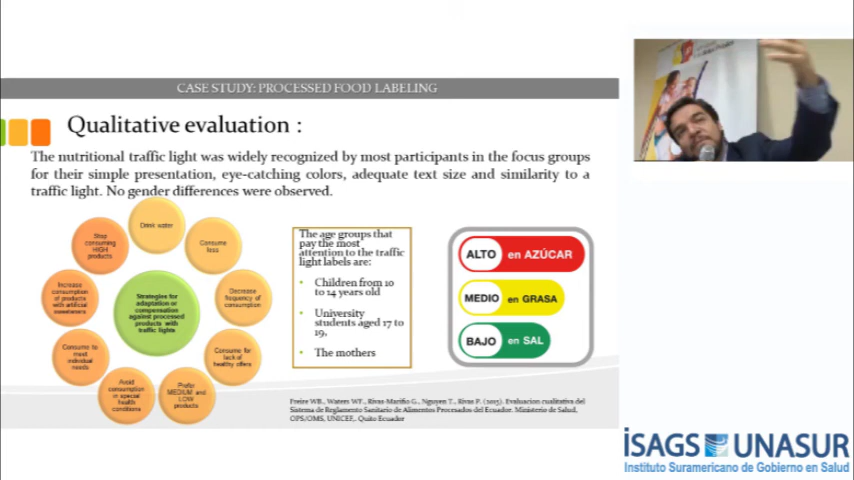 CASE STUDY: PROCESSED FOOD LABELING
Qualitative evaluation :
The nutritional traffic light was widely recognized by most participants in the focus groups
for their simple presentation, eye-catching colors, adequate text size and similarity to a
traffic light. No gender differences were observed.
Drink water
Consume
less
Decrease
frequency of
consumption
Consume for
lack of
healthy offers
Prefer
MEDIUM and
LOW
products
Avoid
consumption
in special
health
conditions
Consume to
meet
individual
needs
Increase
consumption
of products
with artificial
sweeteners
Stop
consuming
HIGH
products
Strategies for
adaptation or
compensation
against processed
products with
traffic lights
The age groups that
pay the most
attention to the traffic
light labels are:
• Children from 10
to 14 years old
• University
students aged 17 to
19,
• The mothers
ALTO en AZÚCAR
MEDIO en GRASA
BAJO en SAL
Freire WB., Waters WF., Rivas-Mariño G., Nguyen T., Rivas P. (2015). Evaluacion cualitativa del
Sistema de Reglamento Sanitario de Alimentos Procesados del Ecuador. Ministerio de Salud,
OPS/OMS, UNICEF,. Quito Ecuador
iSAGS UNASUR
Instituto Suramericano de Gobierno en Salud